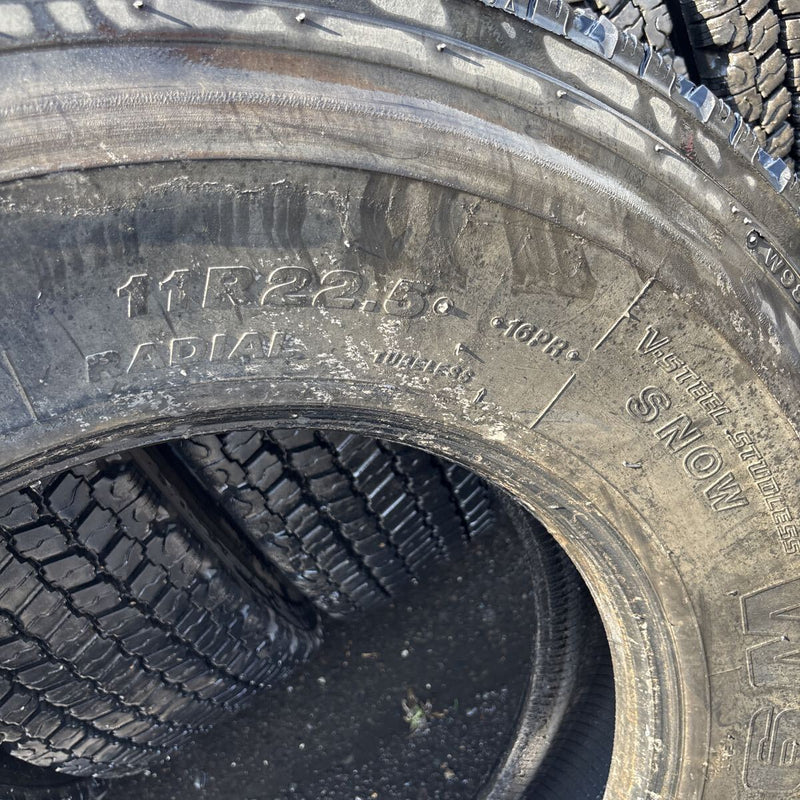 11R22.5
RADIAL TUBELESS
16PR
V-STEEL STUDLESS
SNOW